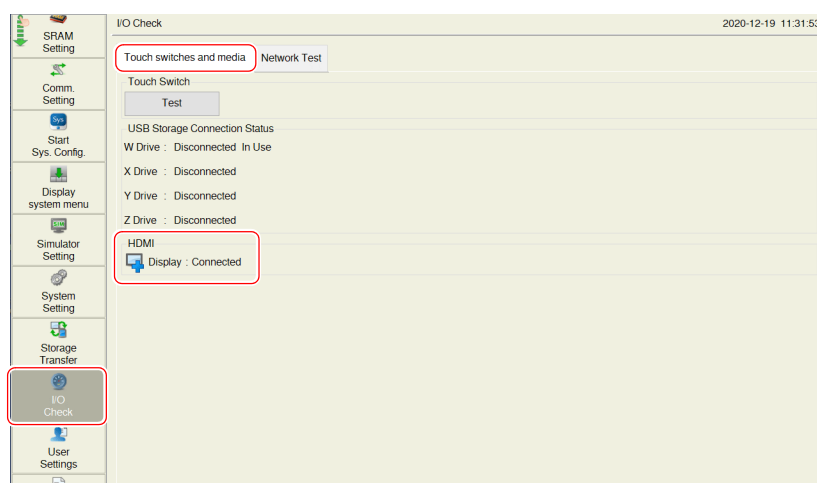 I/O Check
2020-12-19 11:31:53
SRAM
Setting
Comm.
Setting
Sys
Start
Sys. Config.
Display
system menu
SIM
Simulator
Setting
System
Setting
Storage
Transfer
I/O
Check
User
Settings
Touch switches and media
Network Test
Touch Switch
Test
USB Storage Connection Status
W Drive : Disconnected In Use
X Drive : Disconnected
Y Drive : Disconnected
Z Drive : Disconnected
HDMI
Display : Connected